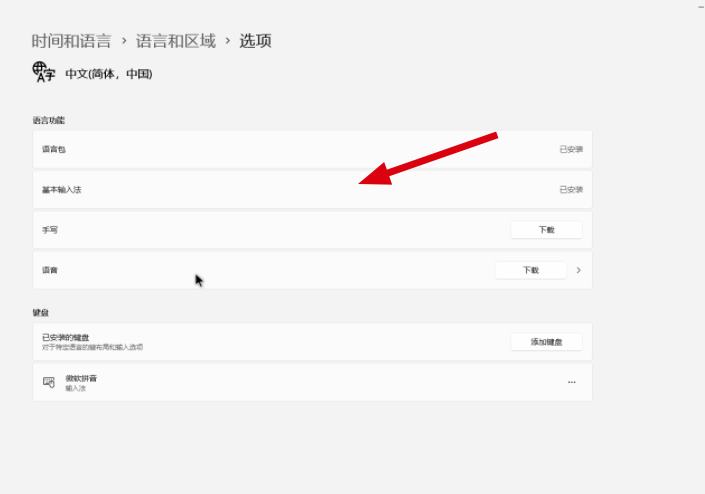 时间和语言 › 语言和区域 › 选项
中文(简体，中国)
语言功能
语言包 已安装
基本输入法 已安装
手写 下载
语音 下载
键盘
已安装的键盘 添加键盘
对于特定语言的键布局和输入选项
微软拼音
输入法